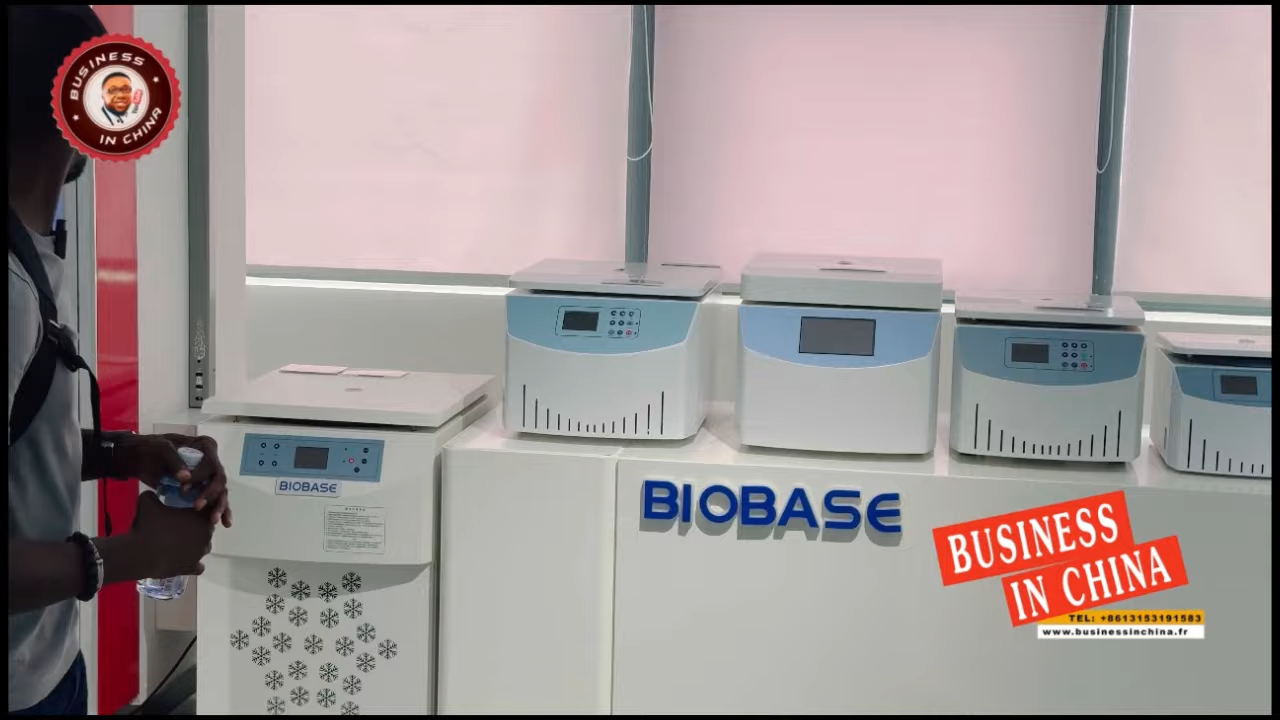 BUSINESS
IN CHINA
BIOBASE
BIOBASE
BUSINESS
IN CHINA
TEL: +8613153191583
www.businessinchina.fr